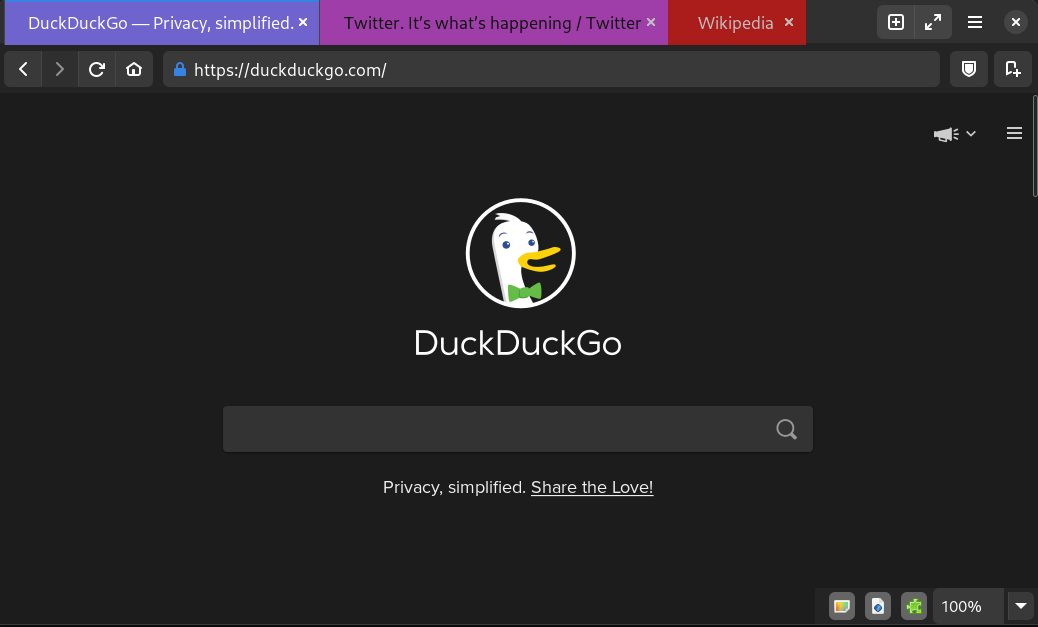 DuckDuckGo — Privacy, simplified.
Twitter. It’s what’s happening / Twitter
Wikipedia
https://duckduckgo.com/
DuckDuckGo
Privacy, simplified. Share the Love!
100%